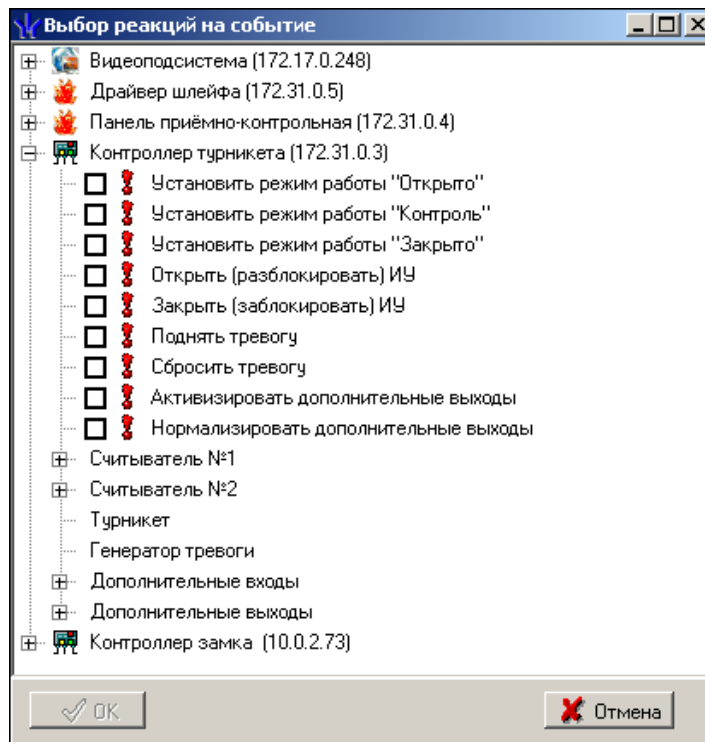 Выбор реакций на событие
Видеоподсистема (172.17.0.248)
Драйвер шлейфа (172.31.0.5)
Панель приёмно-контрольная (172.31.0.4)
Контроллер турникета (172.31.0.3)
Установить режим работы "Открыто"
Установить режим работы "Контроль"
Установить режим работы "Закрыто"
Открыть (разблокировать) ИУ
Закрыть (заблокировать) ИУ
Поднять тревогу
Сбросить тревогу
Активизировать дополнительные выходы
Нормализировать дополнительные выходы
Считыватель №1
Считыватель №2
Турникет
Генератор тревоги
Дополнительные входы
Дополнительные выходы
Контроллер замка (10.0.2.73)
ОК Отмена